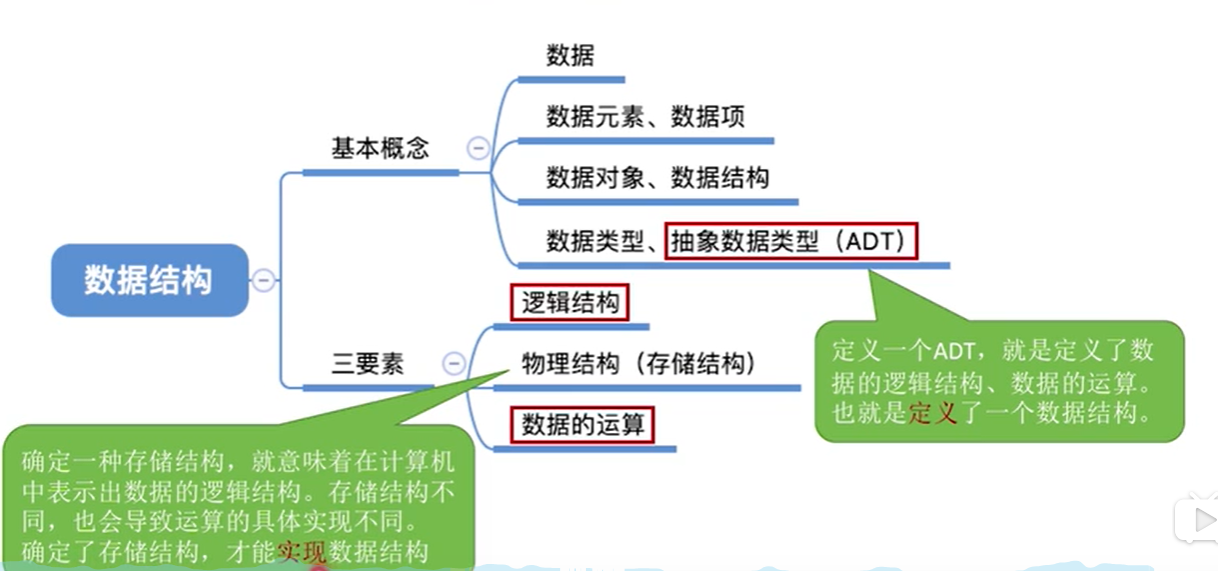 数据
数据元素、数据项
基本概念
数据对象、数据结构
数据类型、抽象数据类型（ADT）
数据结构
逻辑结构
三要素
物理结构（存储结构）
数据的运算
定义一个ADT，就是定义了数
据的逻辑结构、数据的运算。
也就是定义了一个数据结构。
确定一种存储结构，就意味着在计算机
中表示出数据的逻辑结构。存储结构不
同，也会导致运算的具体实现不同。
确定了存储结构，才能实现数据结构